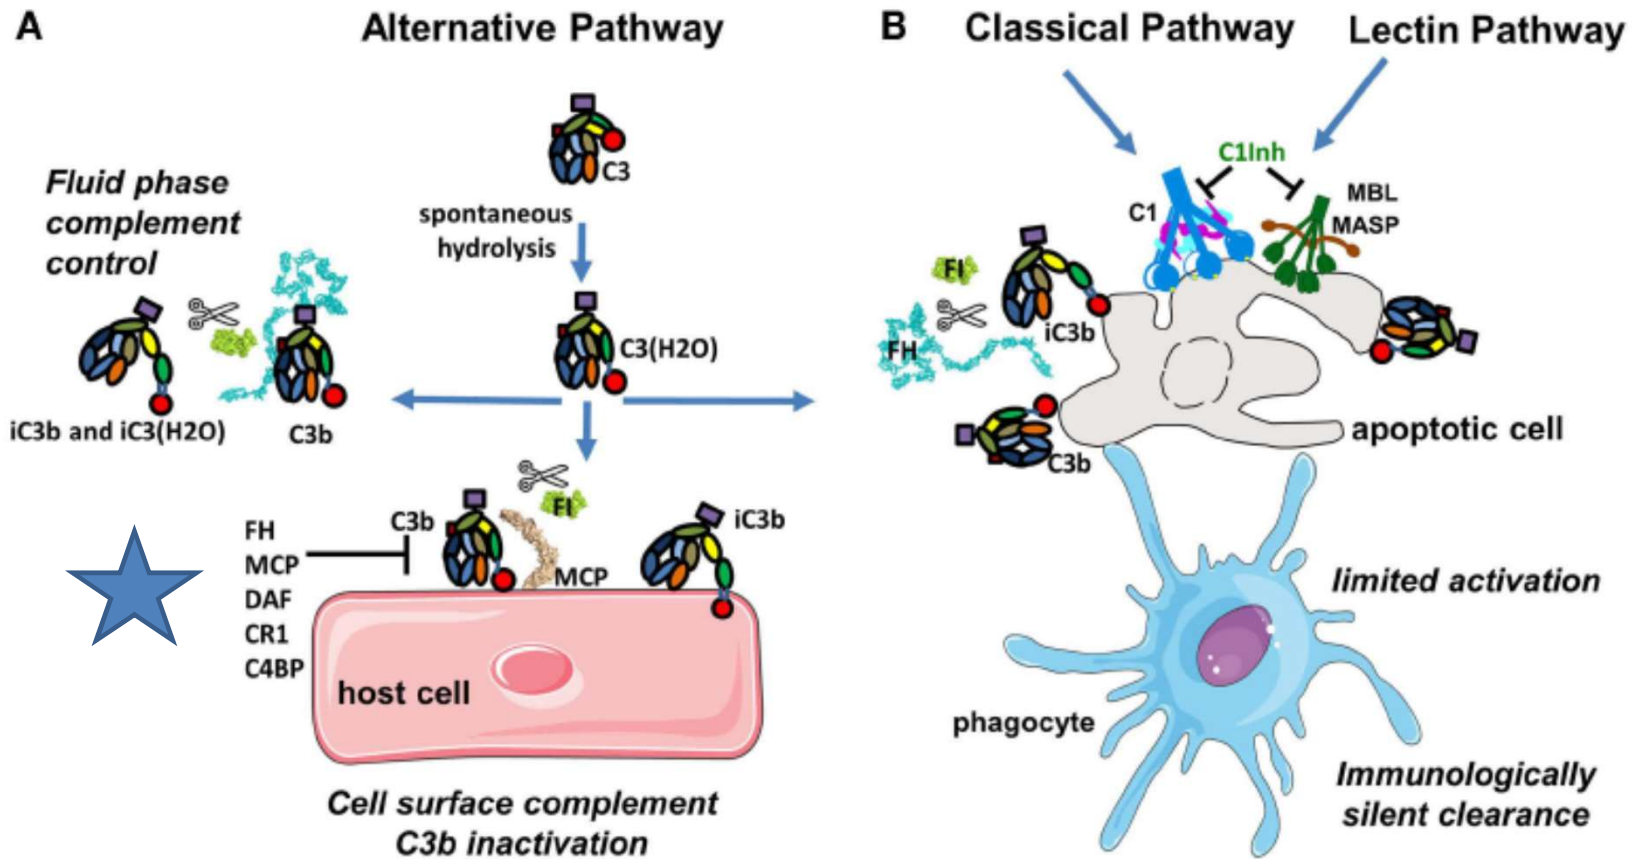 A
Alternative Pathway
C3
spontaneous
hydrolysis
Fluid phase
complement
control
C3(H2O)
iC3b and iC3(H2O)
C3b
FI
C3b
iC3b
MCP
FH
MCP
DAF
CR1
C4BP
host cell
Cell surface complement
C3b inactivation
B
Classical Pathway
Lectin Pathway
C1Inh
MBL
MASP
C1
FI
iC3b
FH
C3b
apoptotic cell
limited activation
phagocyte
Immunologically
silent clearance